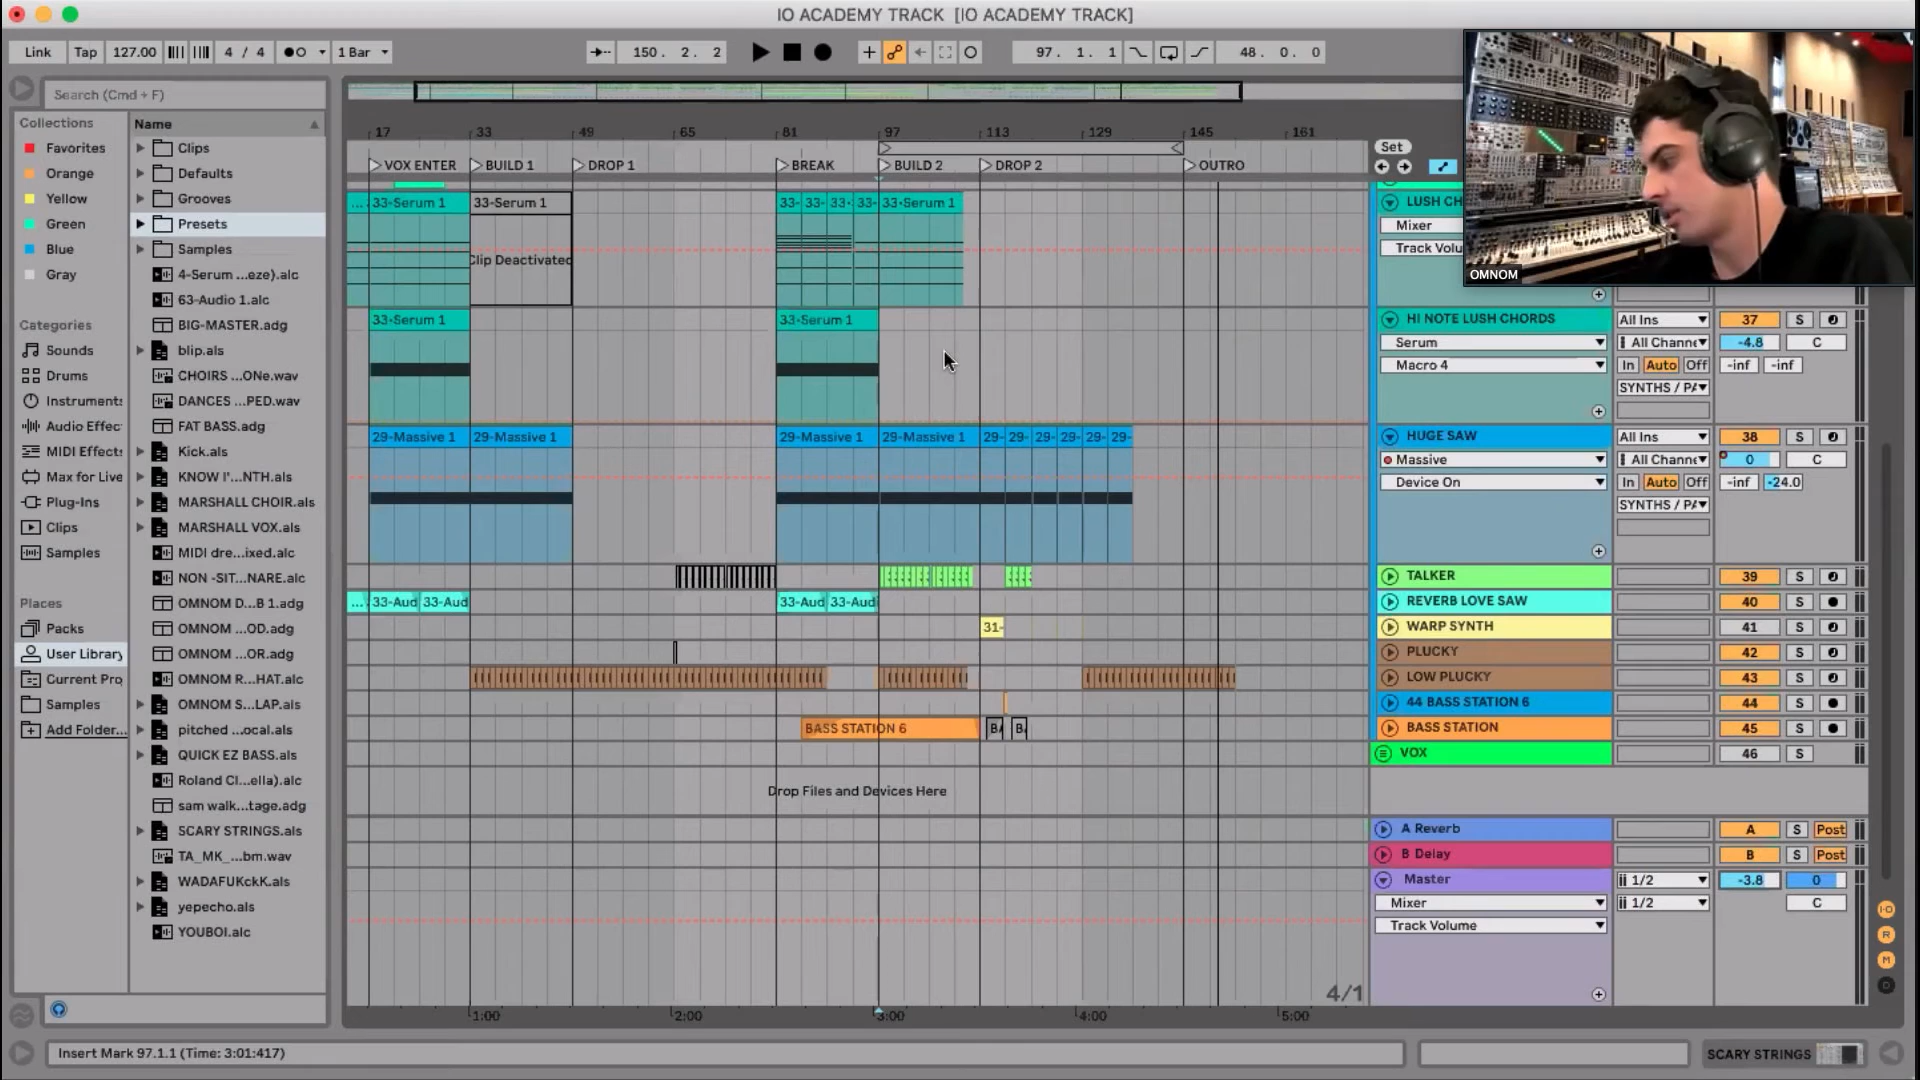 IO ACADEMY TRACK [IO ACADEMY TRACK]
Link Tap 127.00 4 / 4 1 Bar 150. 2. 2 97. 1. 1 48. 0. 0
Search (Cmd + F)
Collections
Favorites
Orange
Yellow
Green
Blue
Gray
Categories
Sounds
Drums
Instruments
Audio Effec
MIDI Effects
Max for Live
Plug-Ins
Clips
Samples
Places
Packs
User Library
Current Pro
Samples
Add Folder...
Name
Clips
Defaults
Grooves
Presets
Samples
4-Serum ...eze).alc
63-Audio 1.alc
BIG-MASTER.adg
blip.als
CHOIRS ...ONe.wav
DANCES ...PED.wav
FAT BASS.adg
Kick.als
KNOW I'...NTH.als
MARSHALL CHOIR.als
MARSHALL VOX.als
MIDI dre...ixed.alc
NON -SIT...NARE.alc
OMNOM D...B 1.adg
OMNOM ...OD.adg
OMNOM ...OR.adg
OMNOM R...HAT.alc
OMNOM S...LAP.als
pitched ...ocal.als
QUICK EZ BASS.als
Roland Cl...ella).alc
sam walk...tage.adg
SCARY STRINGS.als
TA_MK_...bm.wav
WADAFUKckK.als
yepecho.als
YOUBOI.alc
17 33 49 65 81 97 113 129 145 161
VOX ENTER BUILD 1 DROP 1 BREAK BUILD 2 DROP 2 OUTRO
... 33-Serum 1 33-Serum 1 33- 33- 33- 33- 33-Serum 1
Clip Deactivated
33-Serum 1 33-Serum 1
29-Massive 1 29-Massive 1 29-Massive 1 29-Massive 1 29- 29- 29- 29- 29- 29-
... 33-Aud 33-Aud 33-Aud 33-Aud
31-
BASS STATION 6 BA B
Drop Files and Devices Here
4/1
1:00 2:00 3:00 4:00 5:00
Set
OMNOM
LUSH CH
Mixer
Track Volu
HI NOTE LUSH CHORDS All Ins 37 S
Serum All Channe -4.8 C
Macro 4 In Auto Off -inf -inf
SYNTHS / PA
HUGE SAW All Ins 38 S
Massive All Channe 0 C
Device On In Auto Off -inf -24.0
SYNTHS / PA
TALKER 39 S
REVERB LOVE SAW 40 S
WARP SYNTH 41 S
PLUCKY 42 S
LOW PLUCKY 43 S
44 BASS STATION 6 44 S
BASS STATION 45 S
VOX 46 S
A Reverb A S Post
B Delay B S Post
Master 1/2 -3.8 0
Mixer 1/2 C
Track Volume
I·O
R
M
D
Insert Mark 97.1.1 (Time: 3:01:417)
SCARY STRINGS